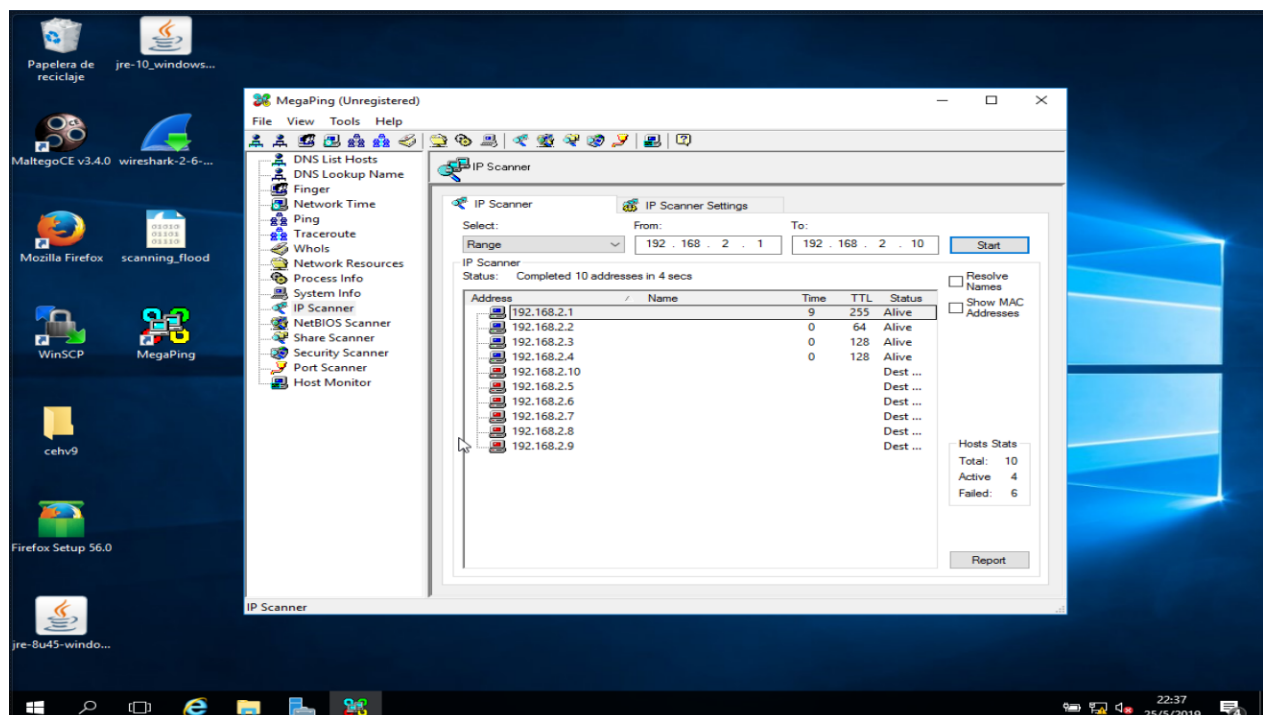 Papelera de
reciclaje
jre-10_windows...
MaltegoCE v3.4.0
wireshark-2-6-...
Mozilla Firefox
scanning_flood
WinSCP
MegaPing
cehv9
Firefox Setup 56.0
jre-8u45-windo...
MegaPing (Unregistered)
File View Tools Help
DNS List Hosts
DNS Lookup Name
Finger
Network Time
Ping
Traceroute
WhoIs
Network Resources
Process Info
System Info
IP Scanner
NetBIOS Scanner
Share Scanner
Security Scanner
Port Scanner
Host Monitor
IP Scanner
IP Scanner
IP Scanner Settings
Select: From: To:
Range 192 . 168 . 2 . 1 192 . 168 . 2 . 10 Start
IP Scanner
Status: Completed 10 addresses in 4 secs
Resolve
Names
Show MAC
Addresses
Address Name Time TTL Status
192.168.2.1 9 255 Alive
192.168.2.2 0 64 Alive
192.168.2.3 0 128 Alive
192.168.2.4 0 128 Alive
192.168.2.10 Dest ...
192.168.2.5 Dest ...
192.168.2.6 Dest ...
192.168.2.7 Dest ...
192.168.2.8 Dest ...
192.168.2.9 Dest ...
Hosts Stats
Total: 10
Active 4
Failed: 6
Report
IP Scanner
22:37
25/5/2019